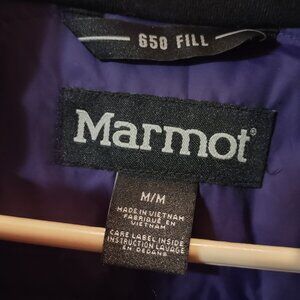 650 FILL
Marmot®
M/M
MADE IN VIETNAM
FABRIQUÉ EN
VIETNAM
CARE LABEL INSIDE
INSTRUCTION LAVAGE
EN DEDANS